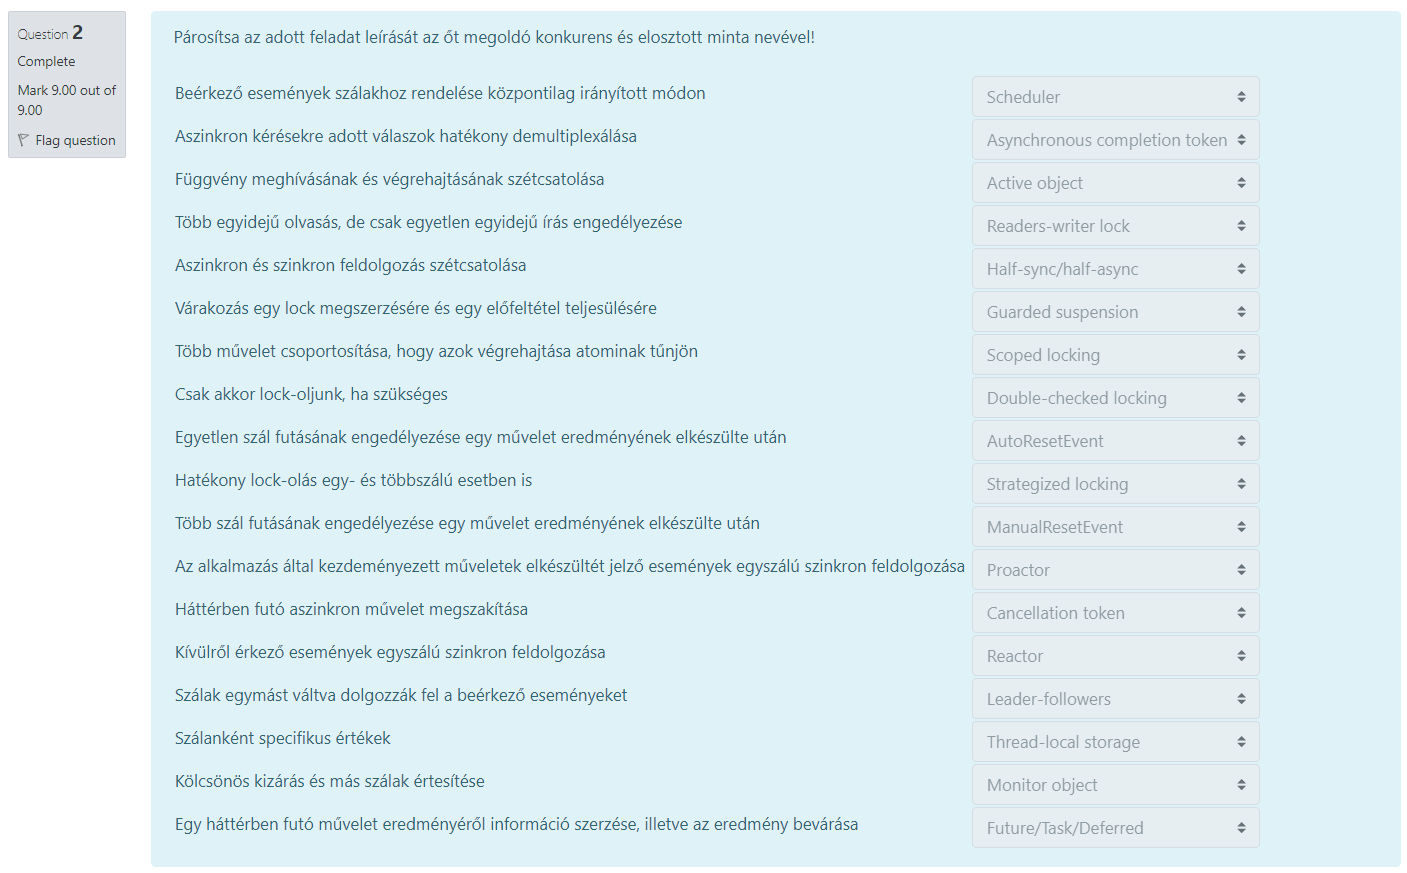 Question 2
Complete
Mark 9.00 out of
9.00
Flag question
Párosítsa az adott feladat leírását az őt megoldó konkurens és elosztott minta nevével!
Beérkező események szálakhoz rendelése központilag irányított módon
Scheduler
Aszinkron kérésekre adott válaszok hatékony demultiplexálása
Asynchronous completion token
Függvény meghívásának és végrehajtásának szétcsatolása
Active object
Több egyidejű olvasás, de csak egyetlen egyidejű írás engedélyezése
Readers-writer lock
Aszinkron és szinkron feldolgozás szétcsatolása
Half-sync/half-async
Várakozás egy lock megszerzésére és egy előfeltétel teljesülésére
Guarded suspension
Több művelet csoportosítása, hogy azok végrehajtása atominak tűnjön
Scoped locking
Csak akkor lock-oljunk, ha szükséges
Double-checked locking
Egyetlen szál futásának engedélyezése egy művelet eredményének elkészülte után
AutoResetEvent
Hatékony lock-olás egy- és többszálú esetben is
Strategized locking
Több szál futásának engedélyezése egy művelet eredményének elkészülte után
ManualResetEvent
Az alkalmazás által kezdeményezett műveletek elkészültét jelző események egyszálú szinkron feldolgozása
Proactor
Háttérben futó aszinkron művelet megszakítása
Cancellation token
Kívülről érkező események egyszálú szinkron feldolgozása
Reactor
Szálak egymást váltva dolgozzák fel a beérkező eseményeket
Leader-followers
Szálanként specifikus értékek
Thread-local storage
Kölcsönös kizárás és más szálak értesítése
Monitor object
Egy háttérben futó művelet eredményéről információ szerzése, illetve az eredmény bevárása
Future/Task/Deferred